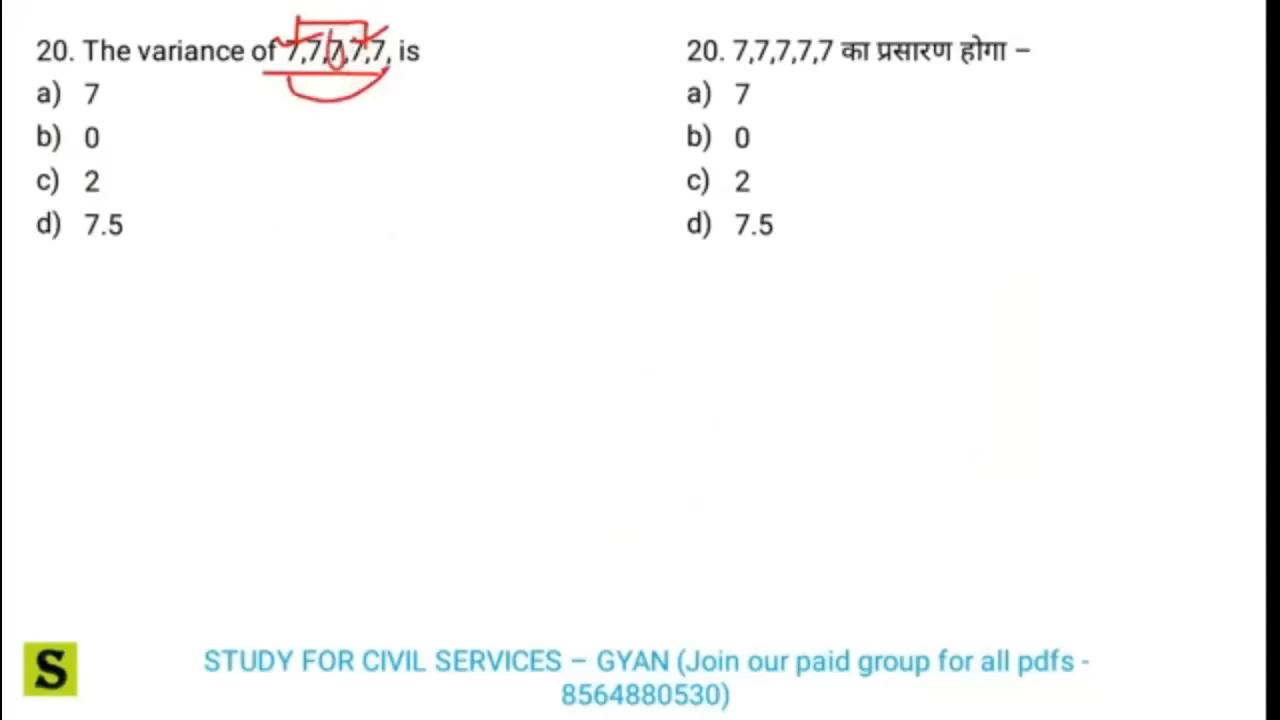 20. The variance of 7,7,7,7,7, is
a) 7
b) 0
c) 2
d) 7.5
20. 7,7,7,7,7 का प्रसारण होगा –
a) 7
b) 0
c) 2
d) 7.5
S
STUDY FOR CIVIL SERVICES – GYAN (Join our paid group for all pdfs -
8564880530)